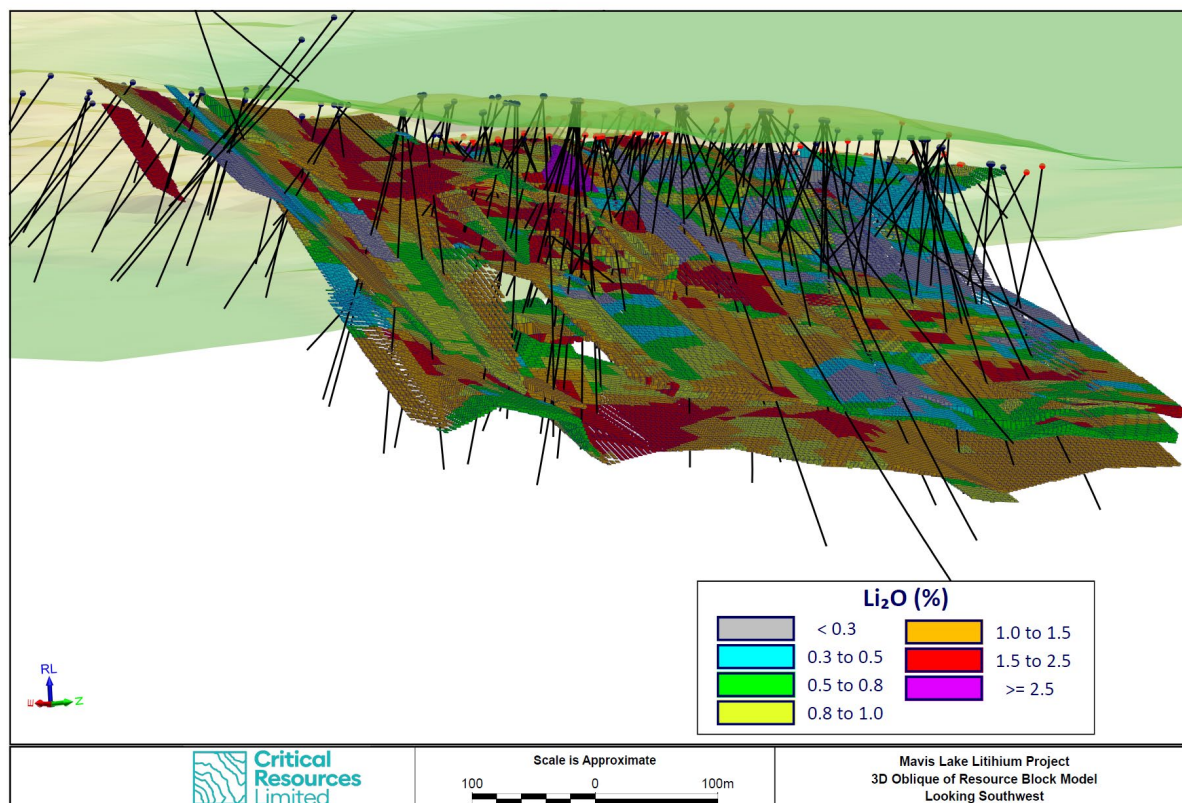 Li₂O (%)
< 0.3
0.3 to 0.5
0.5 to 0.8
0.8 to 1.0
1.0 to 1.5
1.5 to 2.5
>= 2.5
RL
E
N
Critical
Resources
Limited
Scale is Approximate
100 0 100m
Mavis Lake Lithium Project
3D Oblique of Resource Block Model
Looking Southwest